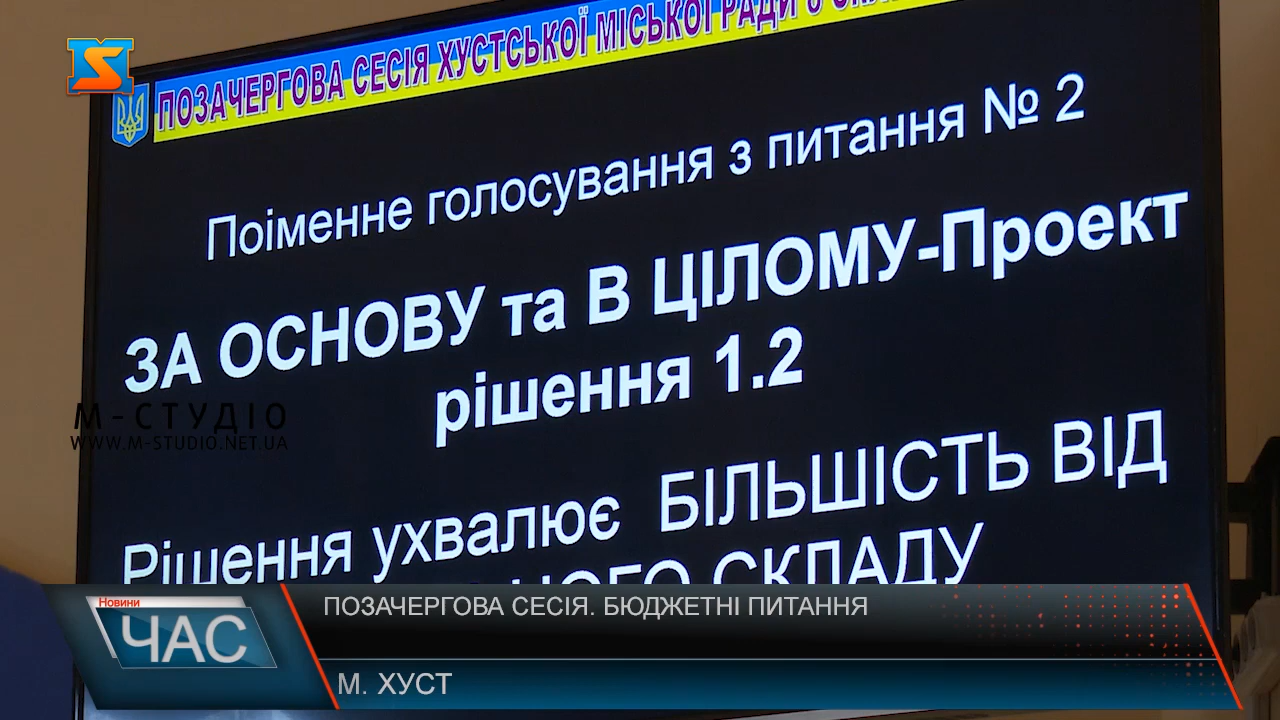 ПОЗАЧЕРГОВА СЕСІЯ ХУСТСЬКОЇ МІСЬКОЇ РАДИ
Поіменне голосування з питання № 2
ЗА ОСНОВУ та В ЦІЛОМУ-Проект
рішення 1.2
М-СТУДІО
WWW.M-STUDIO.NET.UA
Рішення ухвалює БІЛЬШІСТЬ ВІД
СКЛАДУ
Новини
ЧАС
ПОЗАЧЕРГОВА СЕСІЯ. БЮДЖЕТНІ ПИТАННЯ
М. ХУСТ